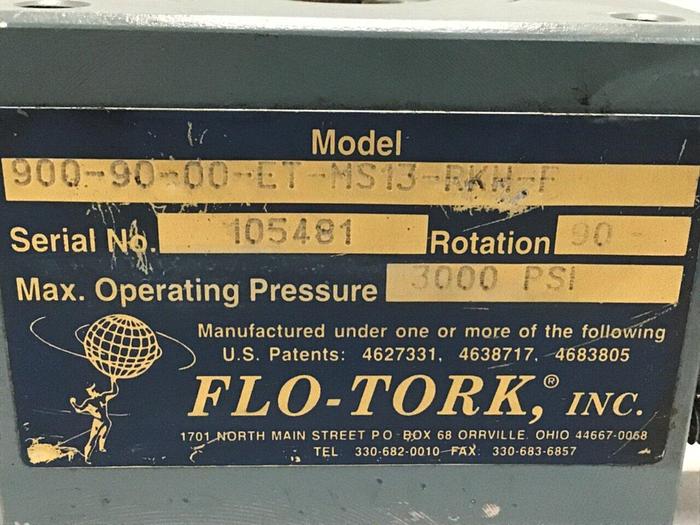 Model
900-90-00-ET-MS13-RKH-F
Serial No. 105481 Rotation 90-
Max. Operating Pressure 3000 PSI
Manufactured under one or more of the following
U.S. Patents: 4627331, 4638717, 4683805
FLO-TORK,® INC.
1701 NORTH MAIN STREET P O BOX 68 ORRVILLE, OHIO 44667-0068
TEL 330-682-0010 FAX 330-683-6857